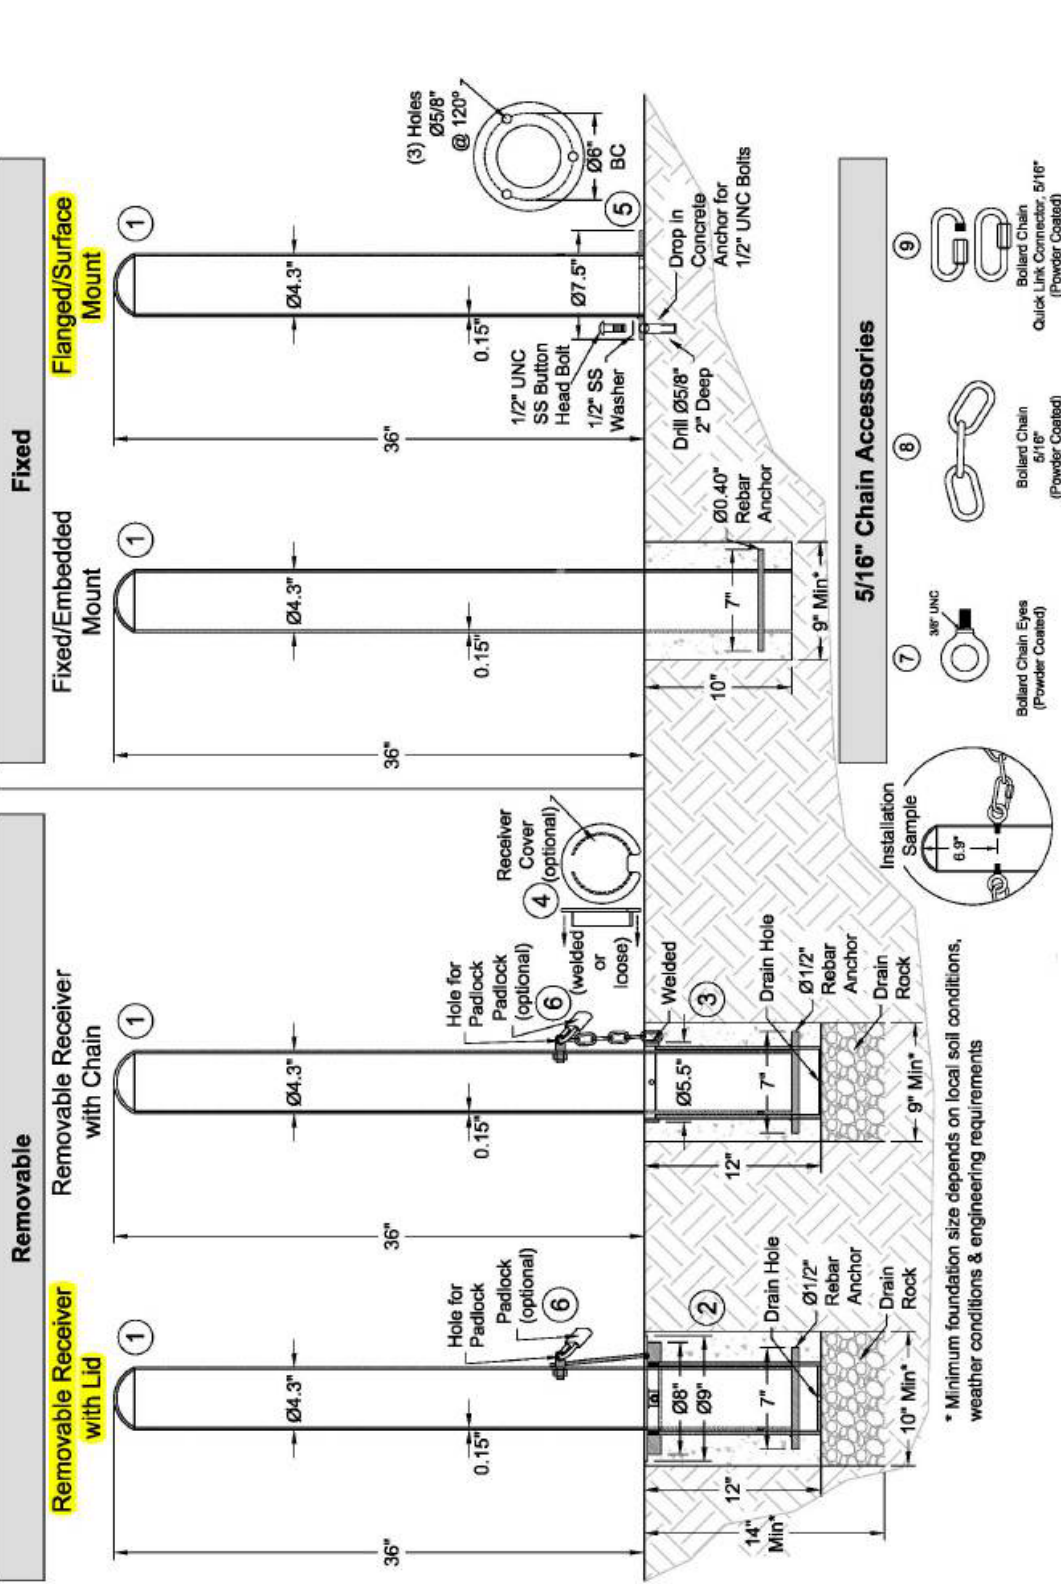 Removable
Fixed
Removable Receiver
with Lid
Removable Receiver
with Chain
Fixed/Embedded
Mount
Flanged/Surface
Mount
1
Ø4.3"
0.15"
36"
Hole for
Padlock
Padlock
(optional)
6
2
Ø8"
Ø9"
7"
12"
14"
Min*
10" Min*
Drain Hole
Ø1/2"
Rebar
Anchor
Drain
Rock
1
Ø4.3"
0.15"
36"
Hole for
Padlock
Padlock
(optional)
6
Receiver
Cover
(optional)
4
(welded
or
loose)
Welded
3
Ø5.5"
7"
12"
9" Min*
Drain Hole
Ø1/2"
Rebar
Anchor
Drain
Rock
1
Ø4.3"
0.15"
36"
Ø0.40"
Rebar
Anchor
7"
10"
9" Min*
1
Ø4.3"
0.15"
36"
1/2" UNC
SS Button
Head Bolt
1/2" SS
Washer
Ø7.5"
5
(3) Holes
Ø5/8"
@ 120°
Ø6"
BC
Drill Ø5/8"
2" Deep
Drop in
Concrete
Anchor for
1/2" UNC Bolts
* Minimum foundation size depends on local soil conditions,
weather conditions & engineering requirements
Installation
Sample
6.9"
5/16" Chain Accessories
7
3/8" UNC
Bollard Chain Eyes
(Powder Coated)
8
Bollard Chain
5/16"
(Powder Coated)
9
Bollard Chain
Quick Link Connector, 5/16"
(Powder Coated)